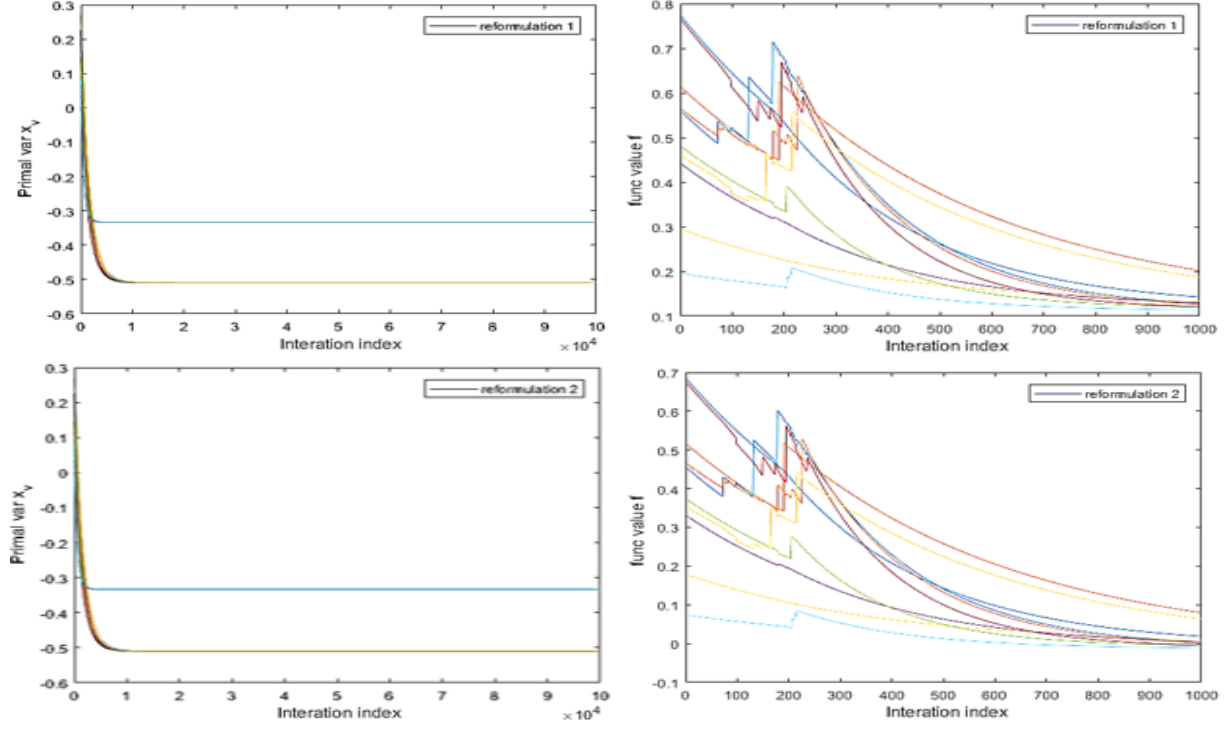 0.3
0.2
0.1
0
-0.1
-0.2
-0.3
-0.4
-0.5
-0.6
Primal var x_v
reformulation 1
0 1 2 3 4 5 6 7 8 9 10
Interation index
×10^4
0.8
0.7
0.6
0.5
0.4
0.3
0.2
0.1
func value f
reformulation 1
0 100 200 300 400 500 600 700 800 900 1000
Interation index
0.3
0.2
0.1
0
-0.1
-0.2
-0.3
-0.4
-0.5
-0.6
Primal var x_v
reformulation 2
0 1 2 3 4 5 6 7 8 9 10
Interation index
×10^4
0.7
0.6
0.5
0.4
0.3
0.2
0.1
0
-0.1
func value f
reformulation 2
0 100 200 300 400 500 600 700 800 900 1000
Interation index